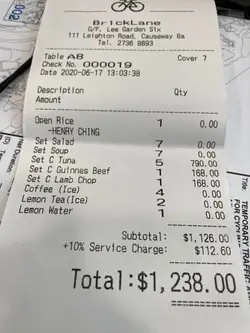 BrickLane
G/F, Lee Garden Six
111 Leighton Road, Causeway Ba
Tel. 2736 8893
Table A8 Cover 7
Check No. 000019
Date 2020-06-17 13:03:38
Description Qty
Amount
Open Rice 1 0.00
-HENRY CHING
Set Salad 7 0.00
Set Soup 7 0.00
Set C Tuna 5 790.00
Set C Guinnes Beef 1 168.00
Set C Lamb Chop 1 168.00
Coffee (Ice) 4 0.00
Lemon Tea(Ice) 2 0.00
Lemon Water 1 0.00
Subtotal: $1,126.00
+10% Service Charge: $112.60
Total:$1,238.00
002
Title:
TEMPORARY TRAFFIC